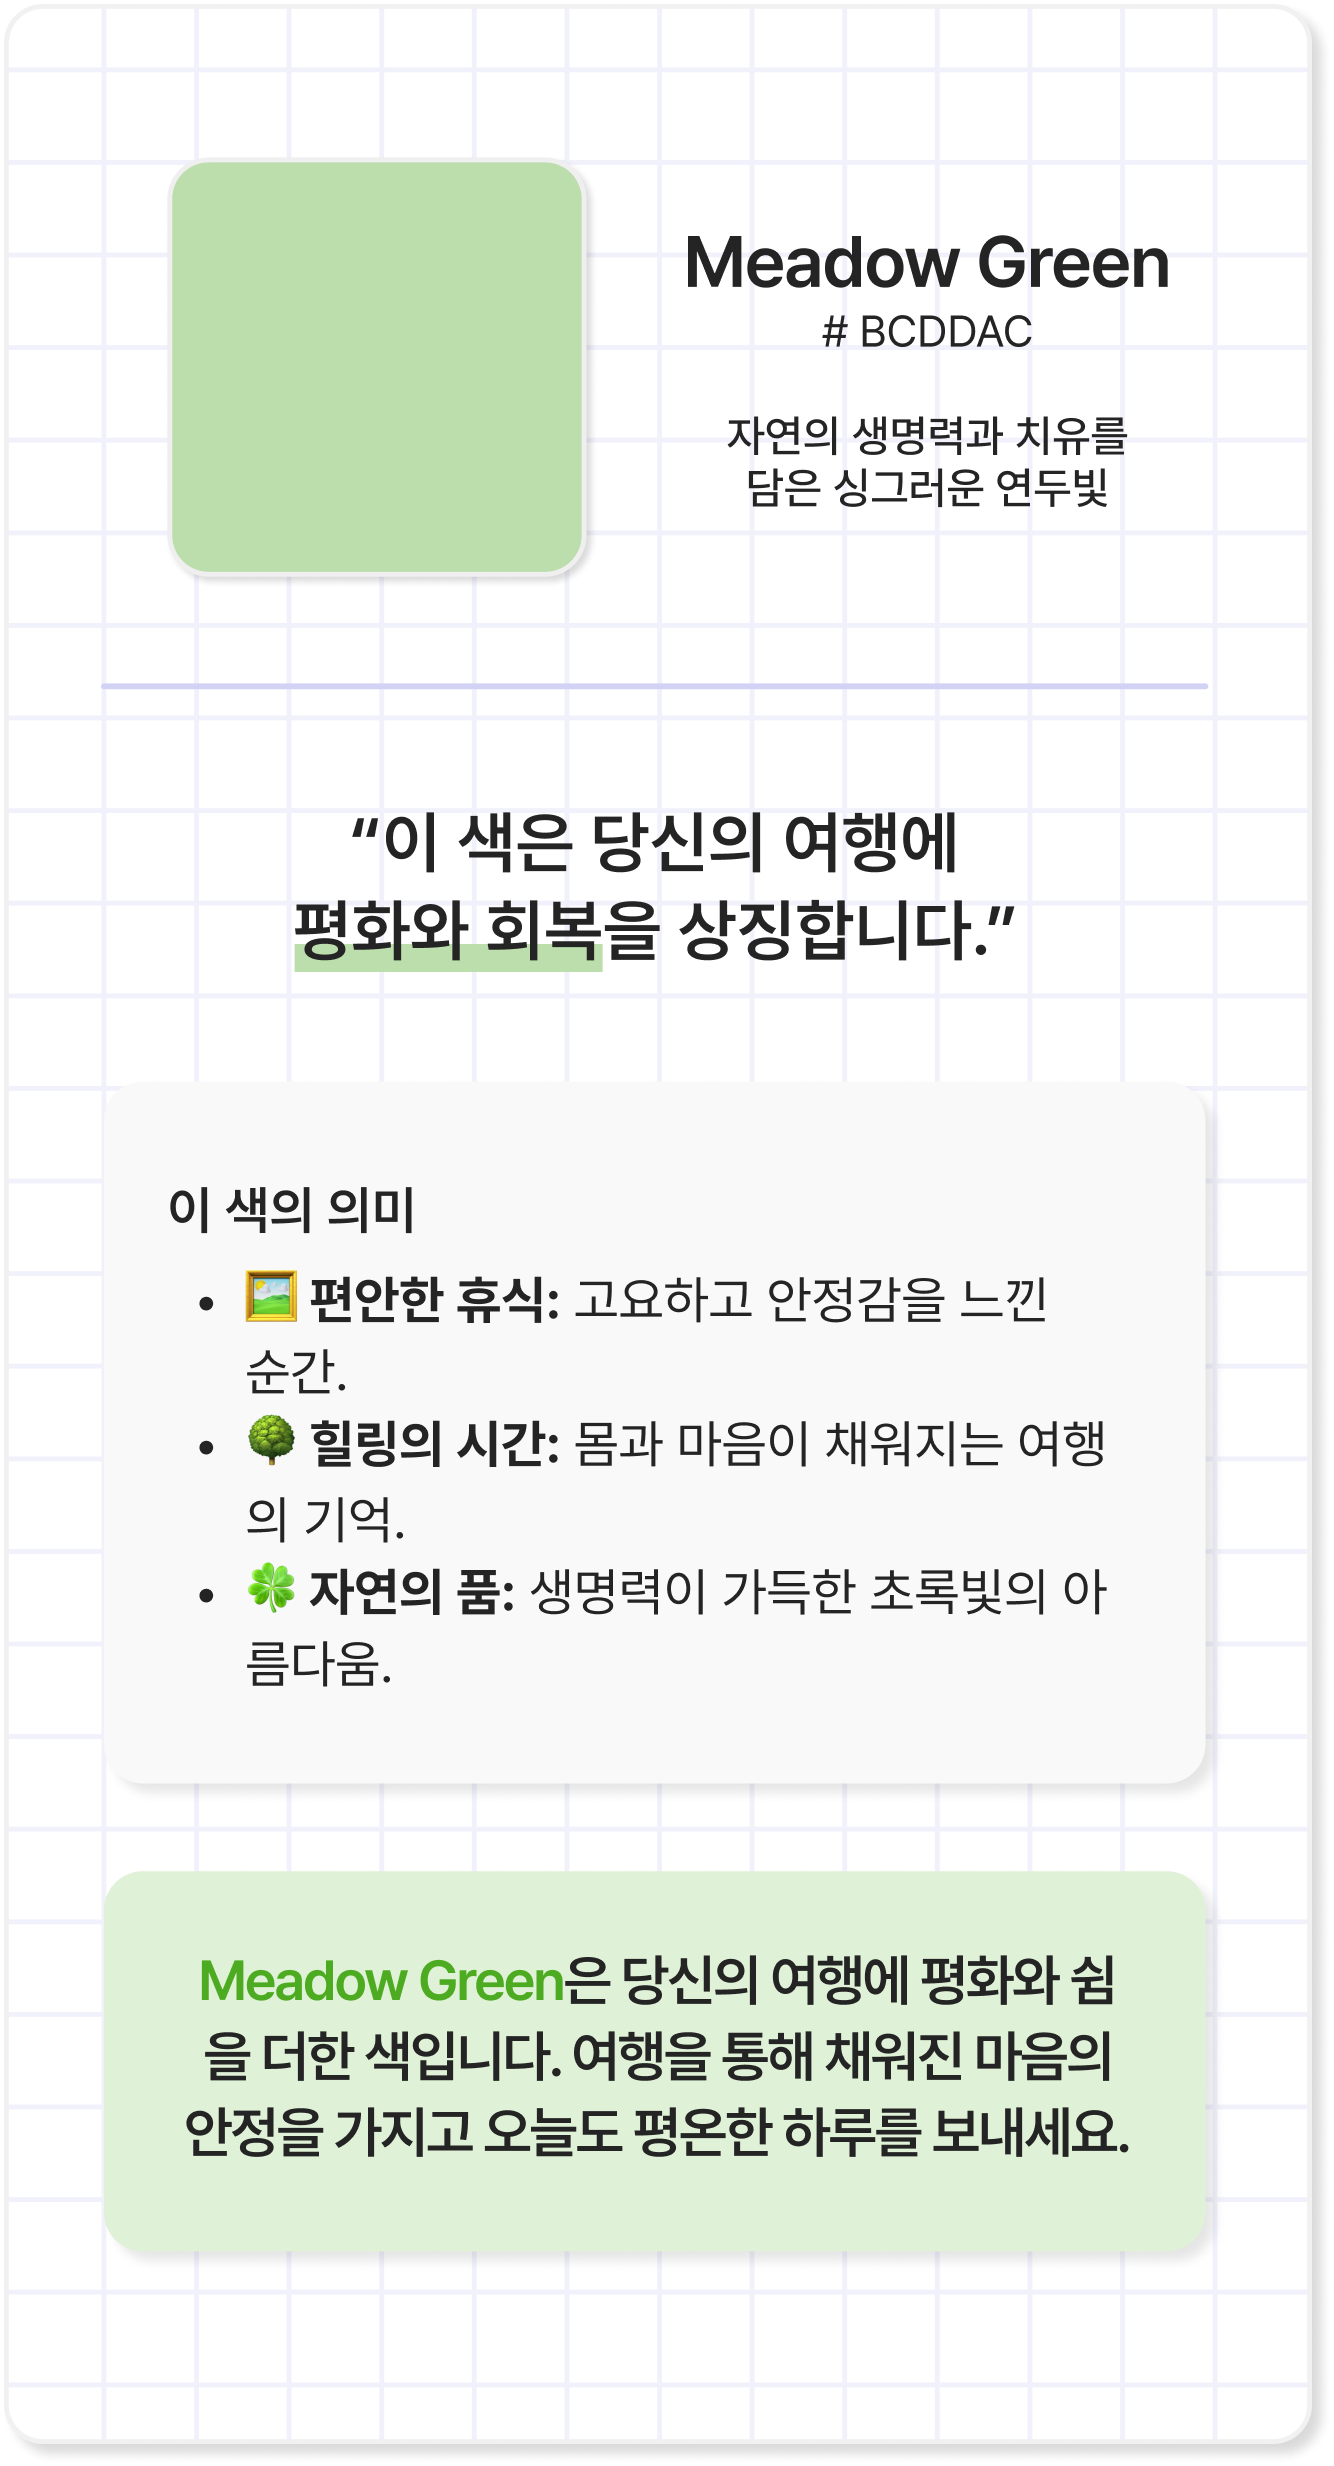 Meadow Green
# BCDDAC
자연의 생명력과 치유를
담은 싱그러운 연두빛
“이 색은 당신의 여행에
평화와 회복을 상징합니다.”
이 색의 의미
• 🖼️ 편안한 휴식: 고요하고 안정감을 느낀
순간.
• 🌳 힐링의 시간: 몸과 마음이 채워지는 여행
의 기억.
• 🍀 자연의 품: 생명력이 가득한 초록빛의 아
름다움.
Meadow Green은 당신의 여행에 평화와 쉼
을 더한 색입니다. 여행을 통해 채워진 마음의
안정을 가지고 오늘도 평온한 하루를 보내세요.